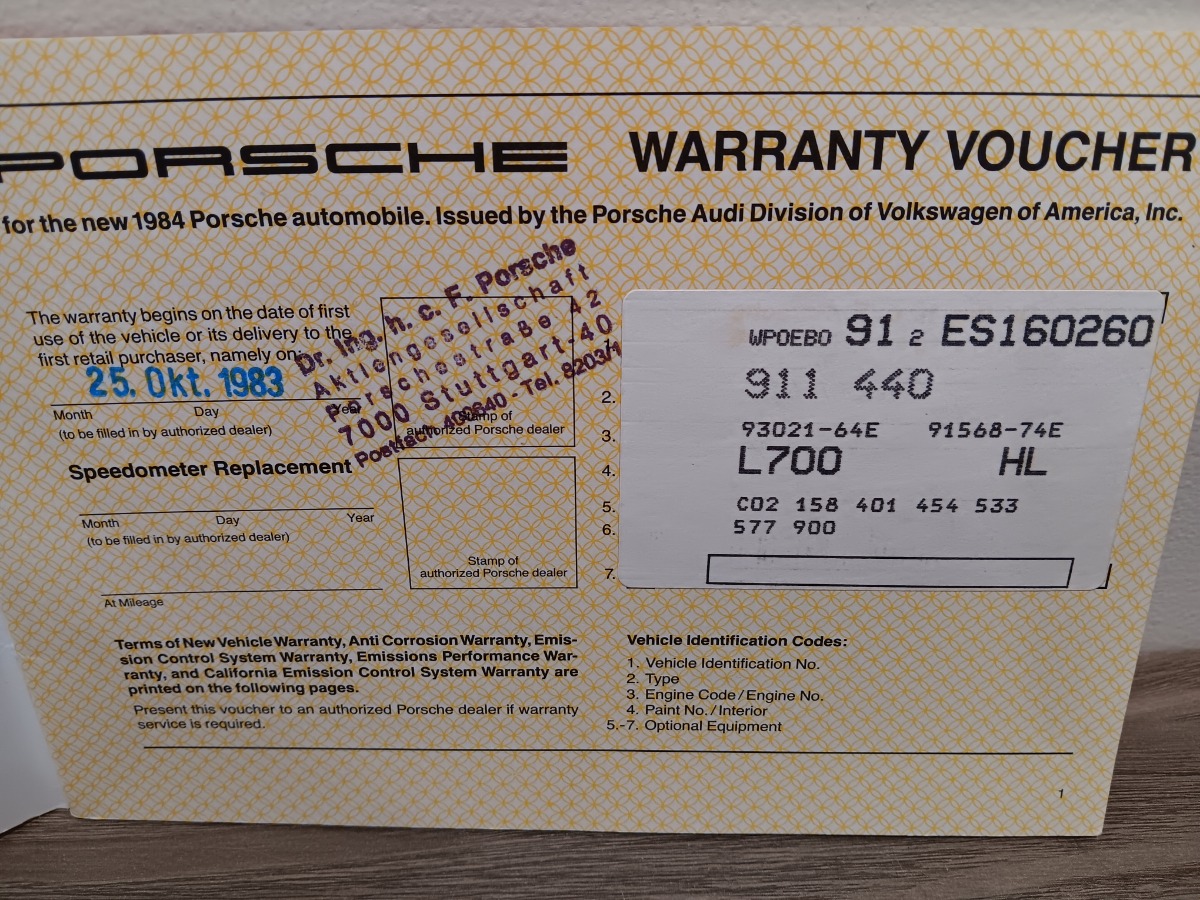 PORSCHE WARRANTY VOUCHER
for the new 1984 Porsche automobile. Issued by the Porsche Audi Division of Volkswagen of America, Inc.
The warranty begins on the date of first
use of the vehicle or its delivery to the
first retail purchaser, namely on:
25. Okt. 1983
Month Day Year
(to be filled in by authorized dealer)
Dr. Ing. h. c. F. Porsche
Aktiengesellschaft
Porschestraße 42
7000 Stuttgart-40
Postfach 400640 - Tel. 8203/1
Stamp of
authorized Porsche dealer
Speedometer Replacement
Month Day Year
(to be filled in by authorized dealer)
At Mileage
Stamp of
authorized Porsche dealer
1.
2.
3.
4.
5.
6.
7.
WPOEBO 91 2 ES160260
911 440
93021-64E 91568-74E
L700 HL
C02 158 401 454 533
577 900
Terms of New Vehicle Warranty, Anti Corrosion Warranty, Emis-
sion Control System Warranty, Emissions Performance War-
ranty, and California Emission Control System Warranty are
printed on the following pages.
Present this voucher to an authorized Porsche dealer if warranty
service is required.
Vehicle Identification Codes:
1. Vehicle Identification No.
2. Type
3. Engine Code/Engine No.
4. Paint No./Interior
5.-7. Optional Equipment
1